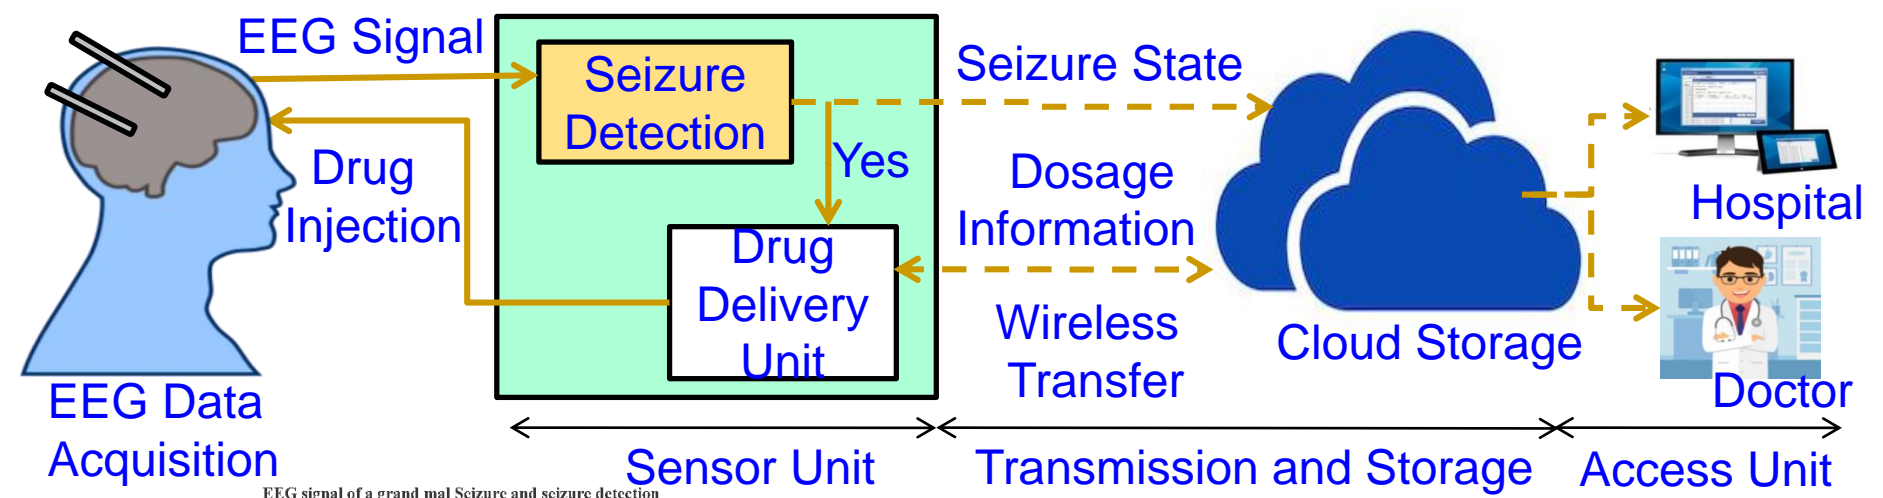 EEG Signal
Seizure
Detection
Seizure State
Yes
Drug
Injection
Dosage
Information
Hospital
Drug
Delivery
Unit
Wireless
Transfer
Cloud Storage
Doctor
EEG Data
Acquisition
Sensor Unit
Transmission and Storage
Access Unit
EEG signal of a grand mal Seizure and seizure detection